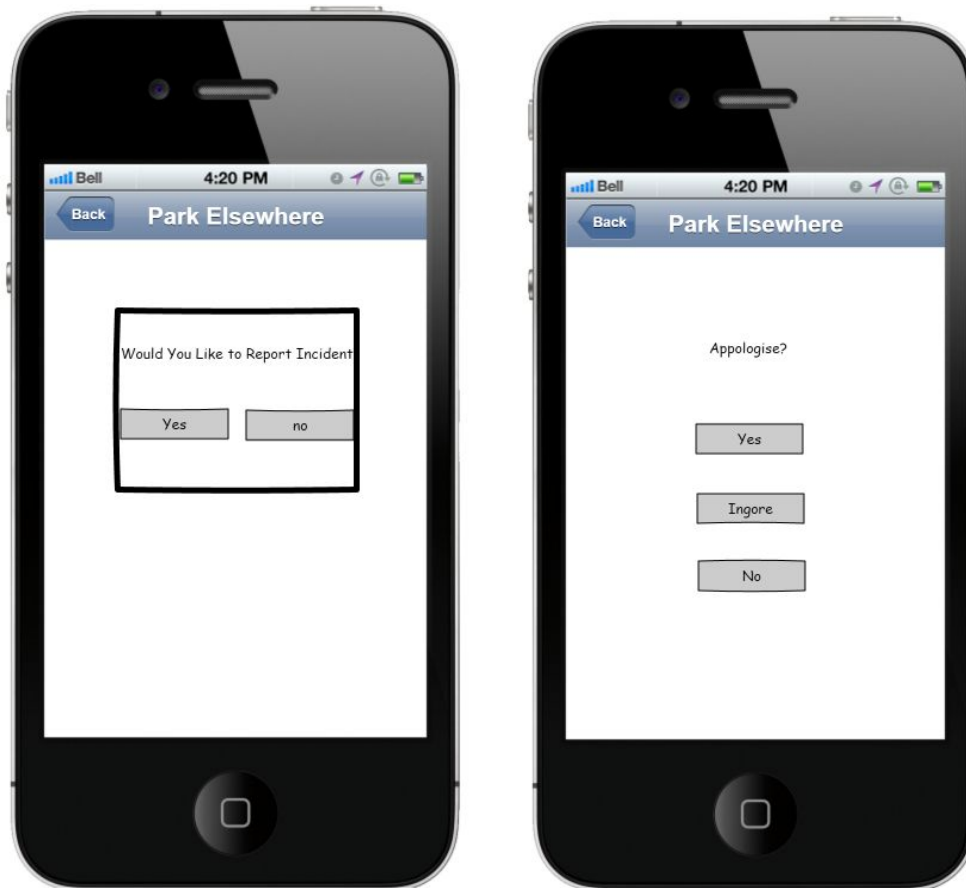 Bell 4:20 PM
Back Park Elsewhere
Would You Like to Report Incident
Yes no
Bell 4:20 PM
Back Park Elsewhere
Appologise?
Yes
Ingore
No